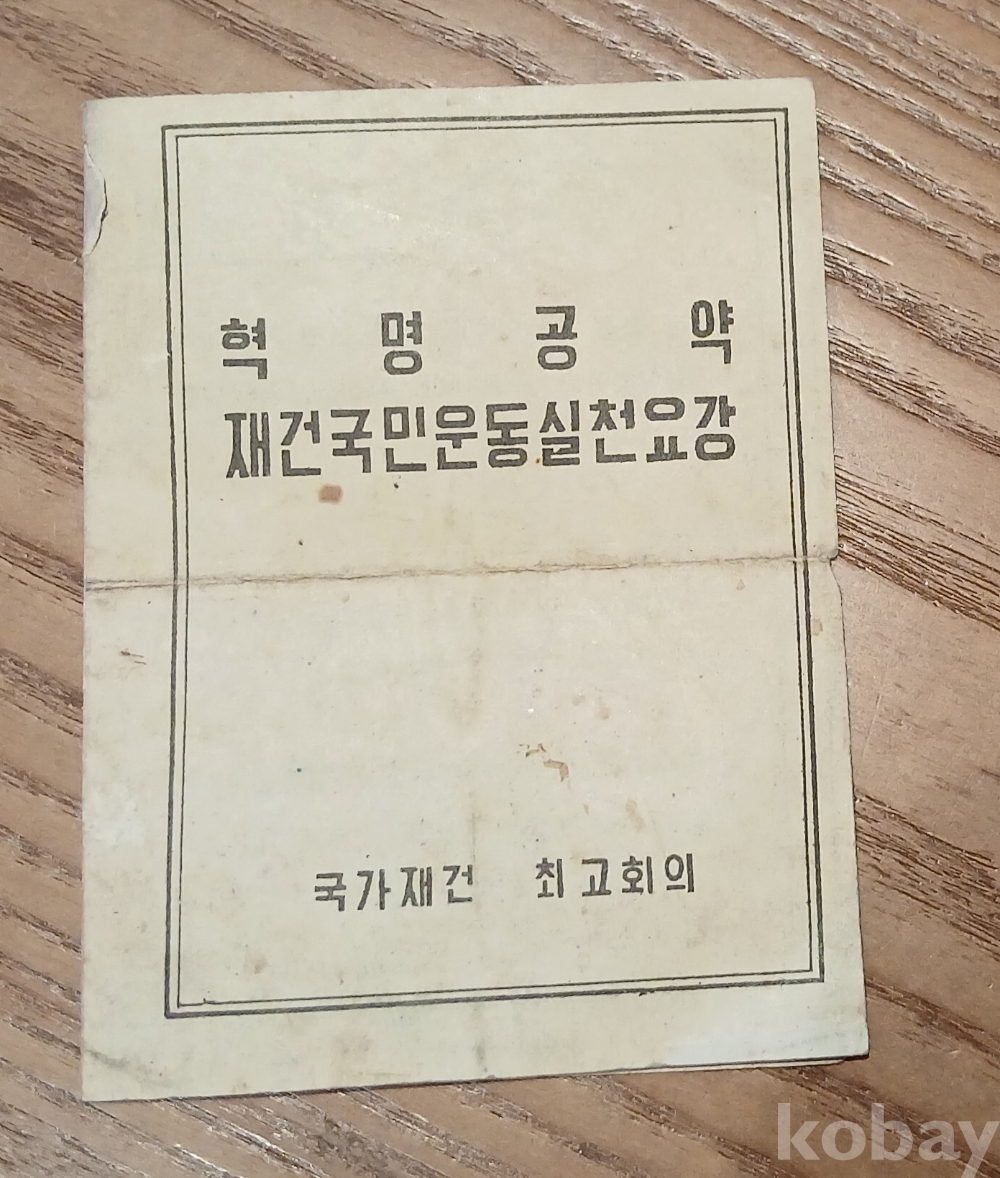 혁 명 공 약
재건국민운동실천요강
국가재건 최고회의
kobay